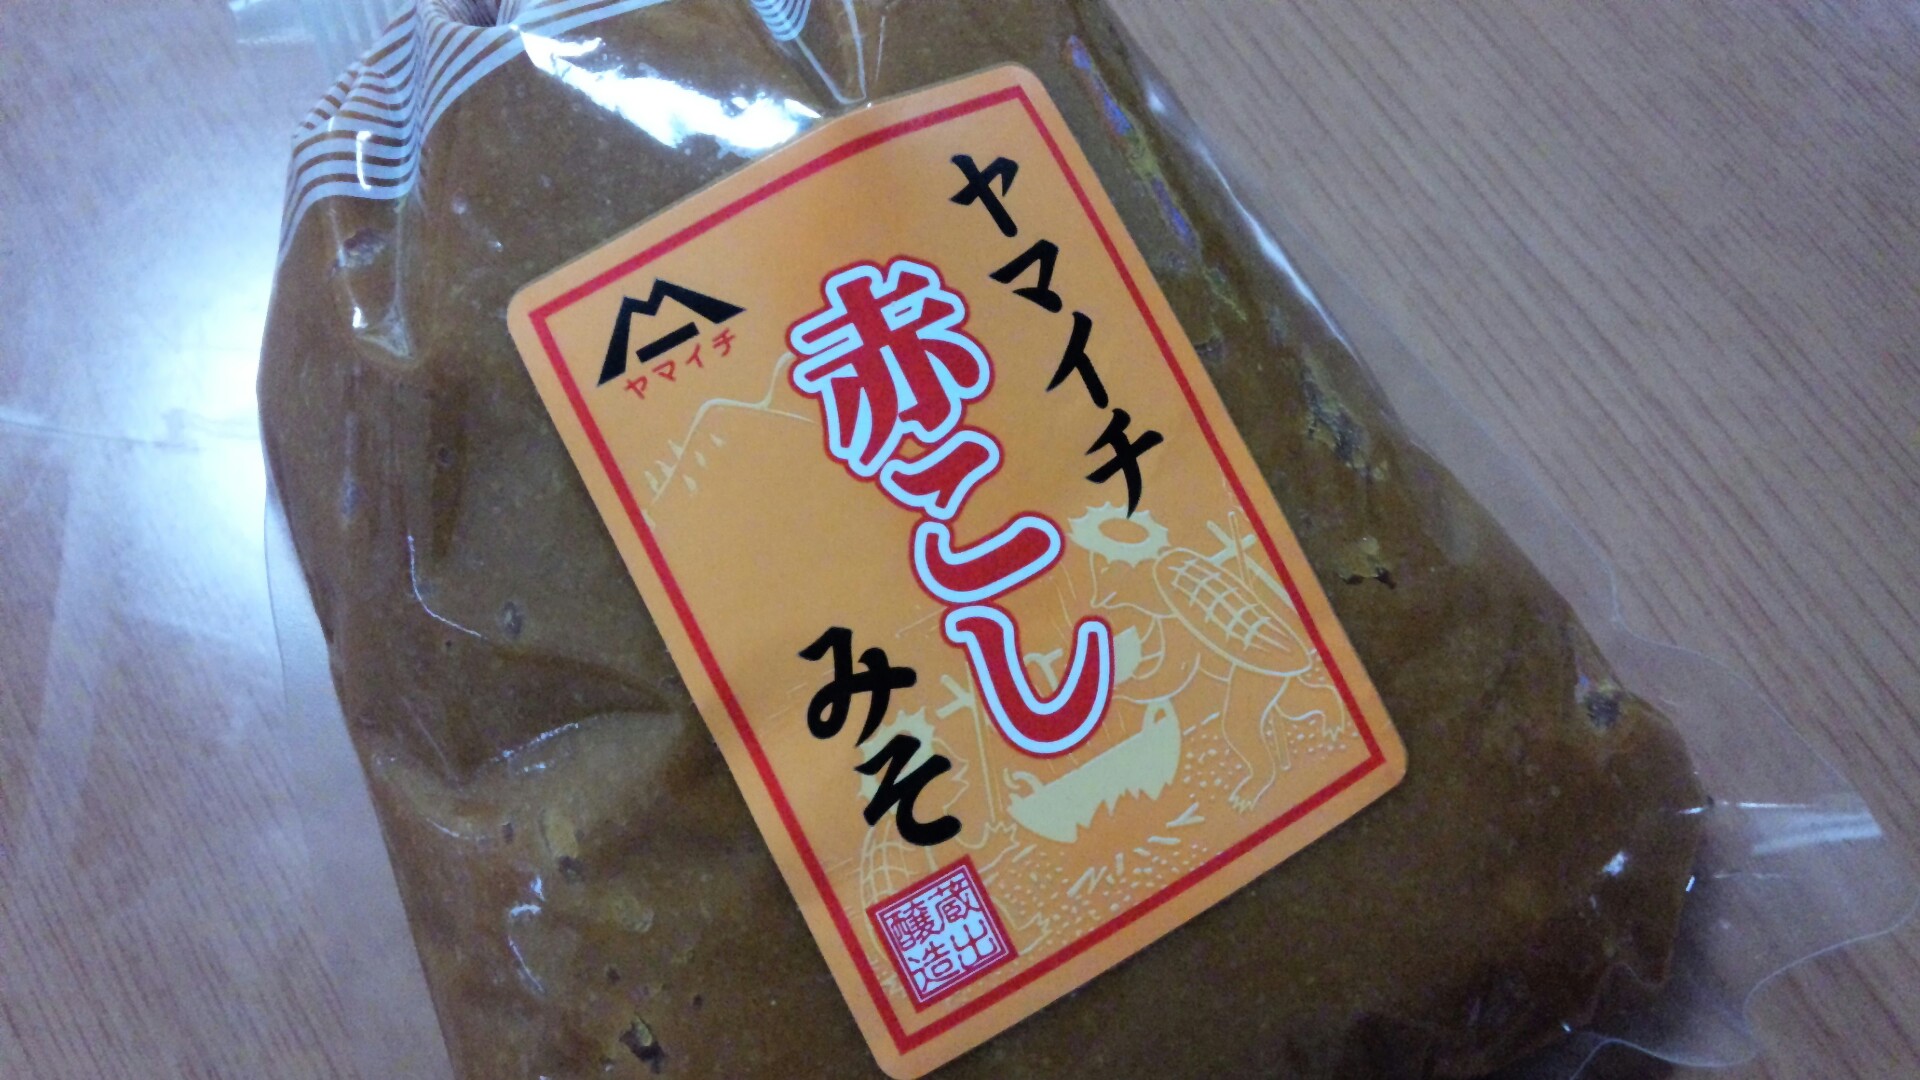 ヤマイチ
赤こし
みそ
ヤマイチ
蔵出
醸造